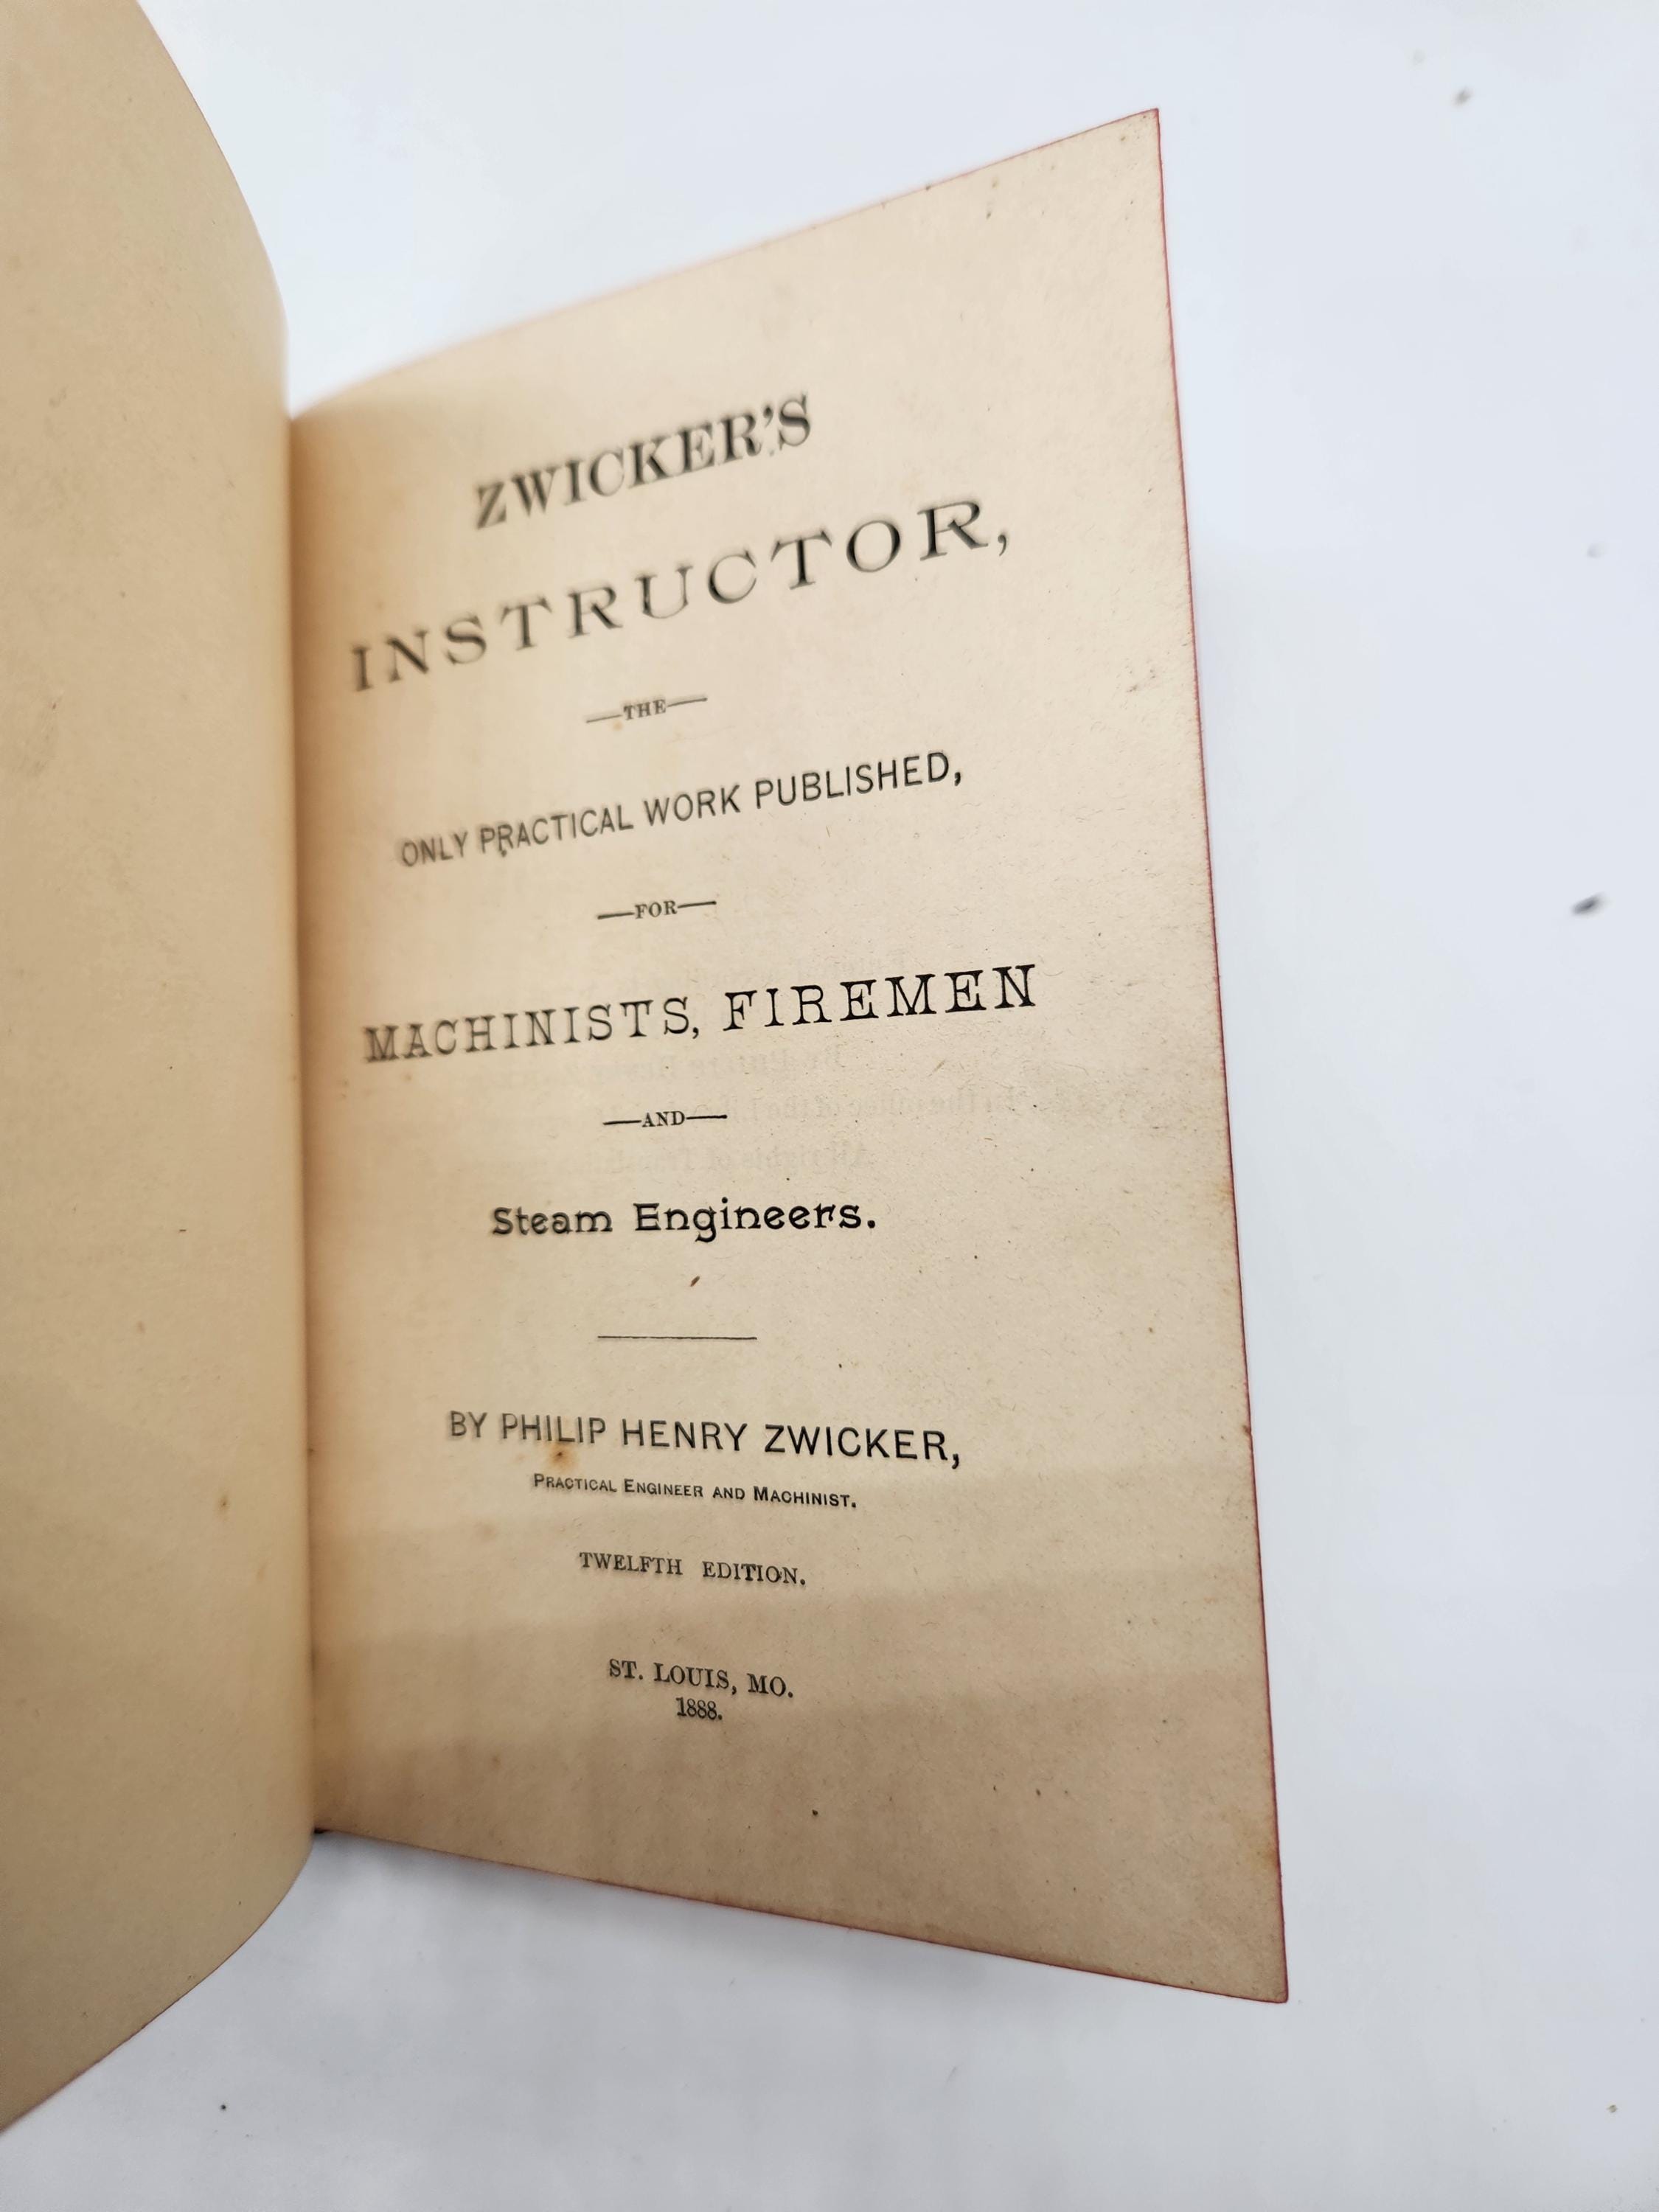 ZWICKER'S
INSTRUCTOR,
—THE—
ONLY PRACTICAL WORK PUBLISHED,
—FOR—
MACHINISTS, FIREMEN
—AND—
Steam Engineers.
BY PHILIP HENRY ZWICKER,
PRACTICAL ENGINEER AND MACHINIST.
TWELFTH EDITION.
ST. LOUIS, MO.
1888.